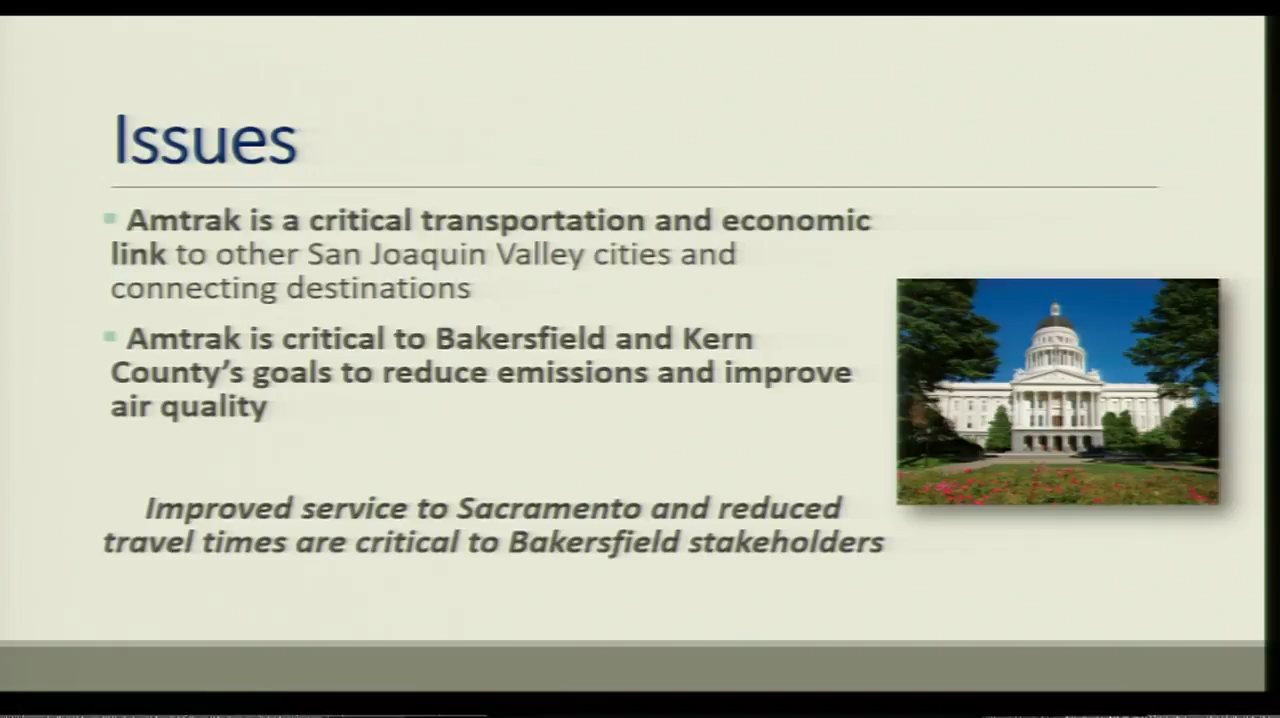 Issues
Amtrak is a critical transportation and economic
link to other San Joaquin Valley cities and
connecting destinations
Amtrak is critical to Bakersfield and Kern
County’s goals to reduce emissions and improve
air quality
Improved service to Sacramento and reduced
travel times are critical to Bakersfield stakeholders